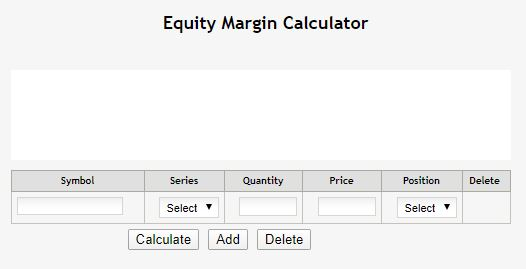 Equity Margin Calculator
Symbol Series Quantity Price Position Delete
Select Select
Calculate Add Delete